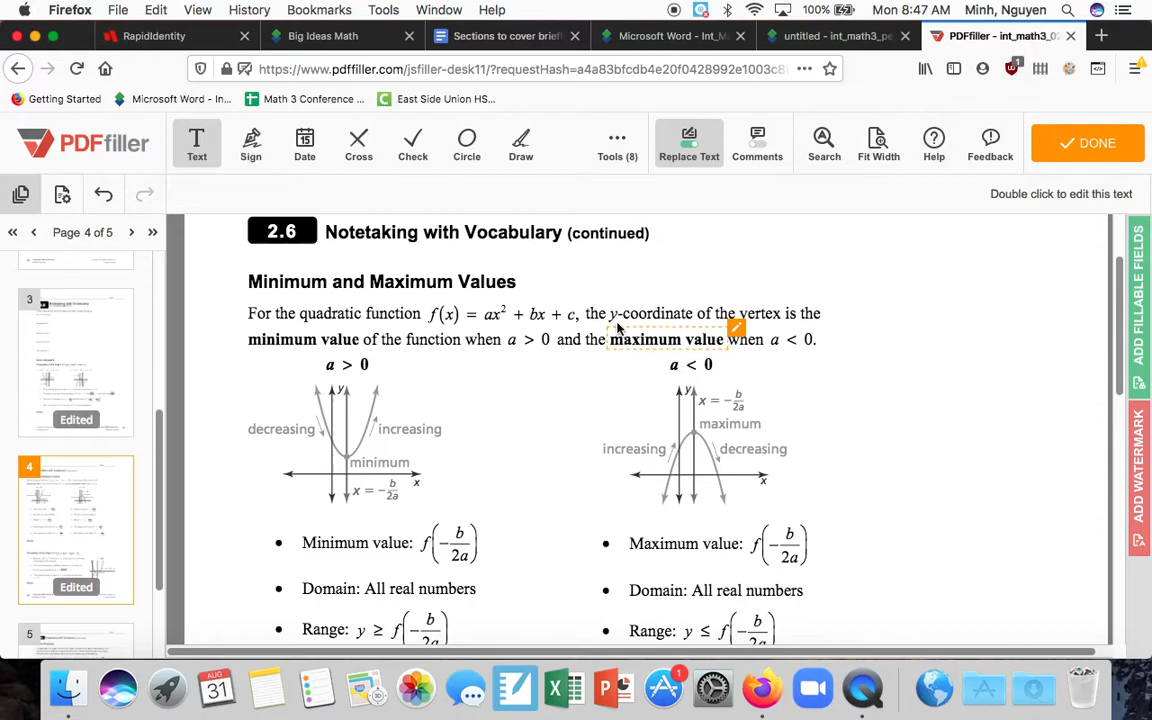 Firefox File Edit View History Bookmarks Tools Window Help 100% Mon 8:47 AM Minh, Nguyen
RapidIdentity Big Ideas Math Sections to cover brief Microsoft Word - Int_M untitled - int_math3_pe PDFfiller - int_math3_02
https://www.pdffiller.com/jsfiller-desk11/?requestHash=a4a83bfcdb4e20f0428992e1003c8
Getting Started Microsoft Word - In... Math 3 Conference ... East Side Union HS...
PDFfiller Text Sign 15 Date Cross Check Circle Draw Tools (8) Replace Text Comments Search Fit Width Help Feedback DONE
Double click to edit this text
Page 4 of 5
3
Edited
4
Edited
5
2.6 Notetaking with Vocabulary (continued)
Minimum and Maximum Values
For the quadratic function f(x) = ax² + bx + c, the y-coordinate of the vertex is the
minimum value of the function when a > 0 and the maximum value when a < 0.
a > 0 a < 0
y y x = −b/2a
maximum
decreasing increasing increasing decreasing
minimum
x x
x = −b/2a
• Minimum value: f(−b/2a) • Maximum value: f(−b/2a)
• Domain: All real numbers • Domain: All real numbers
• Range: y ≥ f(−b/2a) • Range: y ≤ f(−b/2a)
ADD FILLABLE FIELDS
ADD WATERMARK
AUG
31
1
1